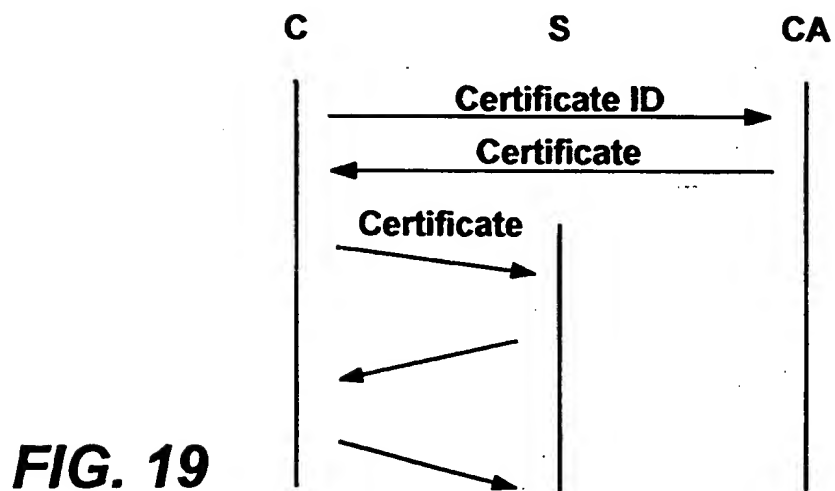 C S CA
Certificate ID
Certificate
Certificate
FIG. 19